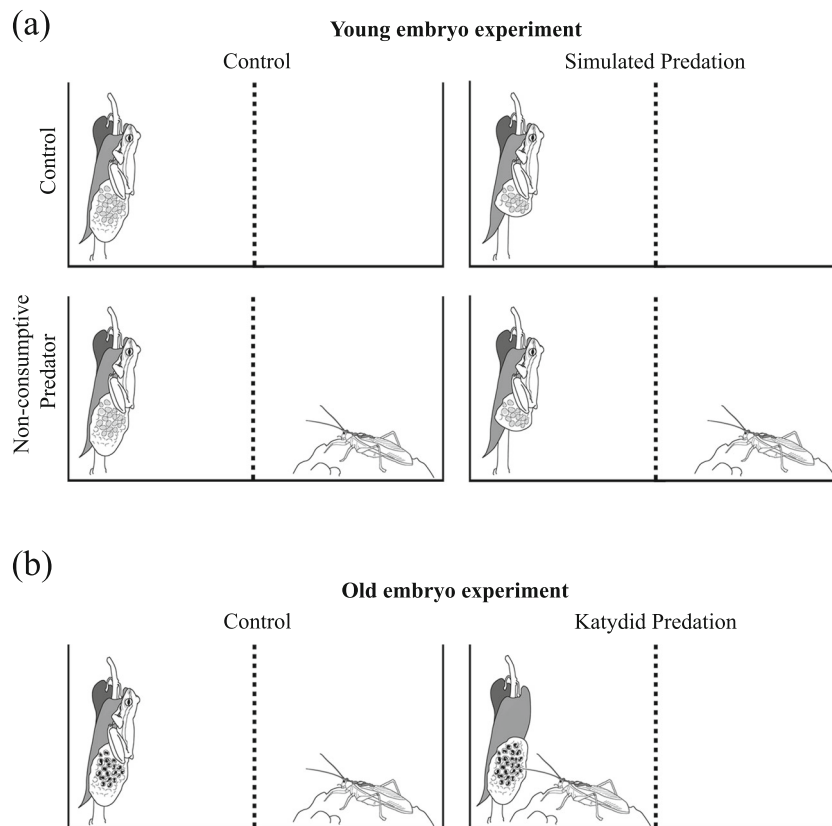 (a)
Young embryo experiment
Control
Simulated Predation
Control
Non-consumptive
Predator
(b)
Old embryo experiment
Control
Katydid Predation